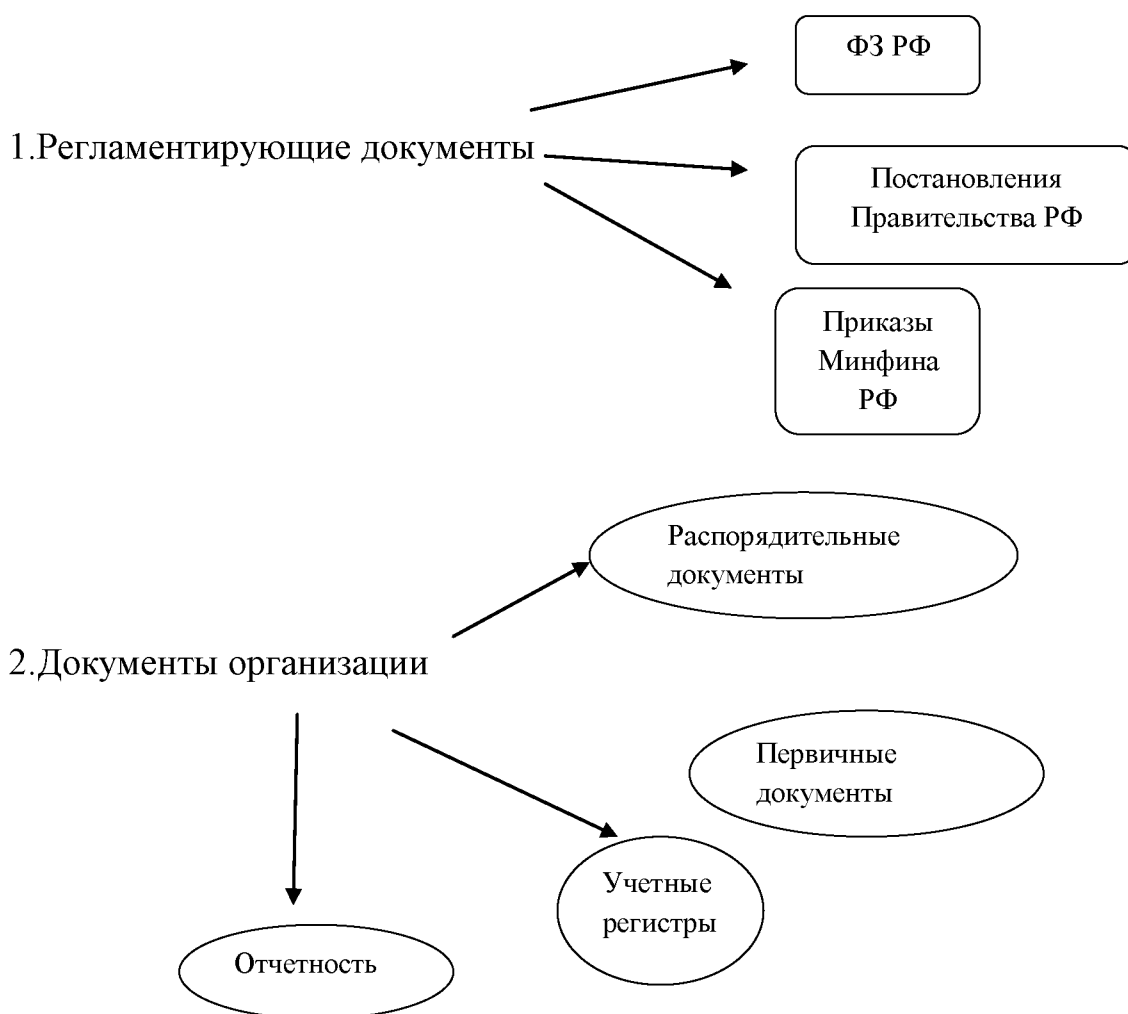 ФЗ РФ
1.Регламентирующие документы
Постановления
Правительства РФ
Приказы
Минфина
РФ
Распорядительные
документы
2.Документы организации
Первичные
документы
Учетные
регистры
Отчетность